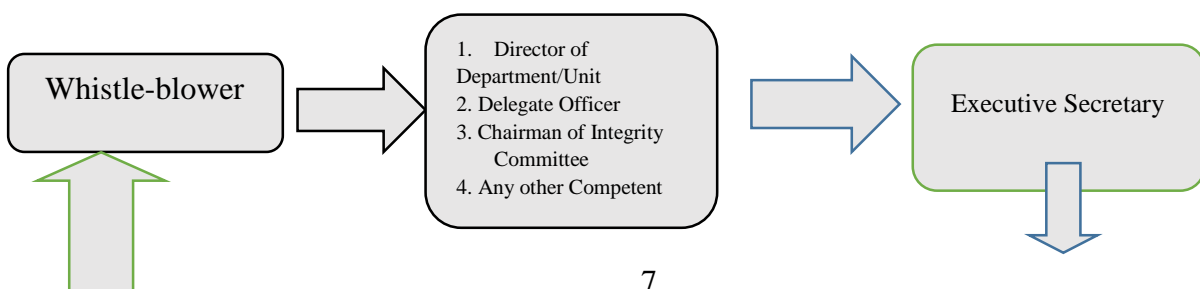 Whistle-blower
1. Director of
Department/Unit
2. Delegate Officer
3. Chairman of Integrity
Committee
4. Any other Competent
Executive Secretary
7